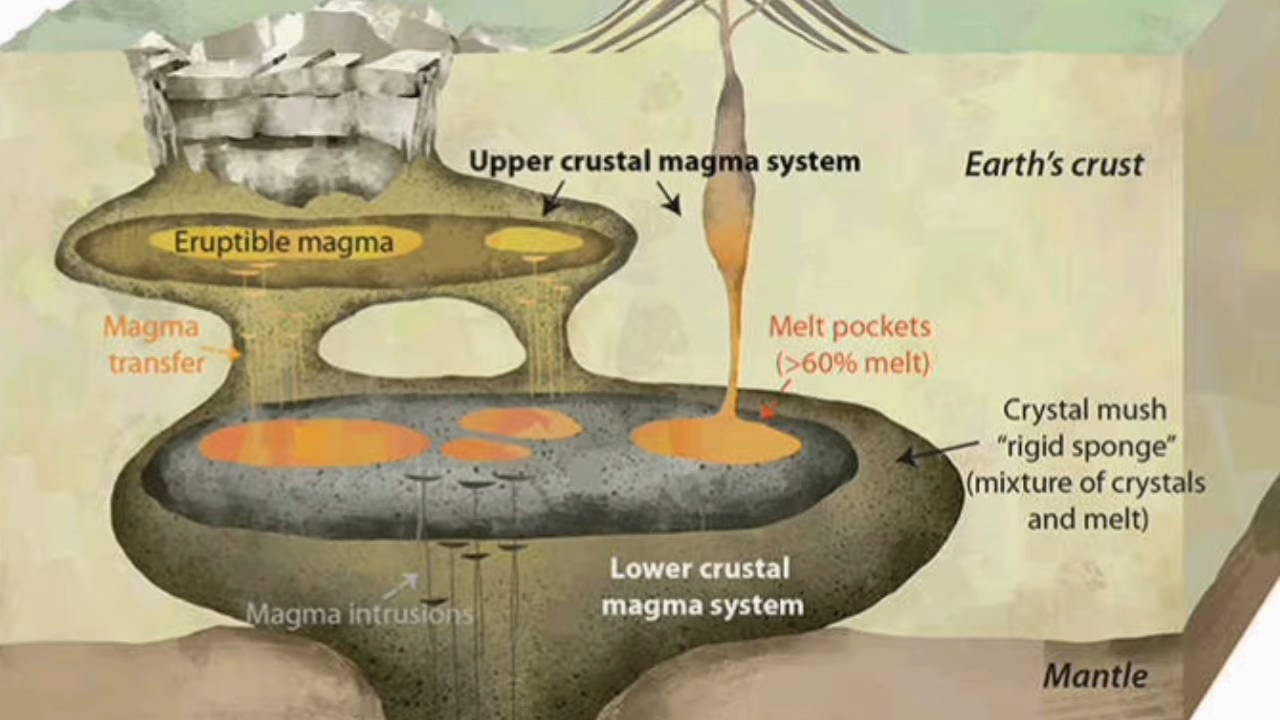 Upper crustal magma system
Earth’s crust
Eruptible magma
Magma
transfer
Melt pockets
(>60% melt)
Crystal mush
“rigid sponge”
(mixture of crystals
and melt)
Lower crustal
magma system
Magma intrusions
Mantle